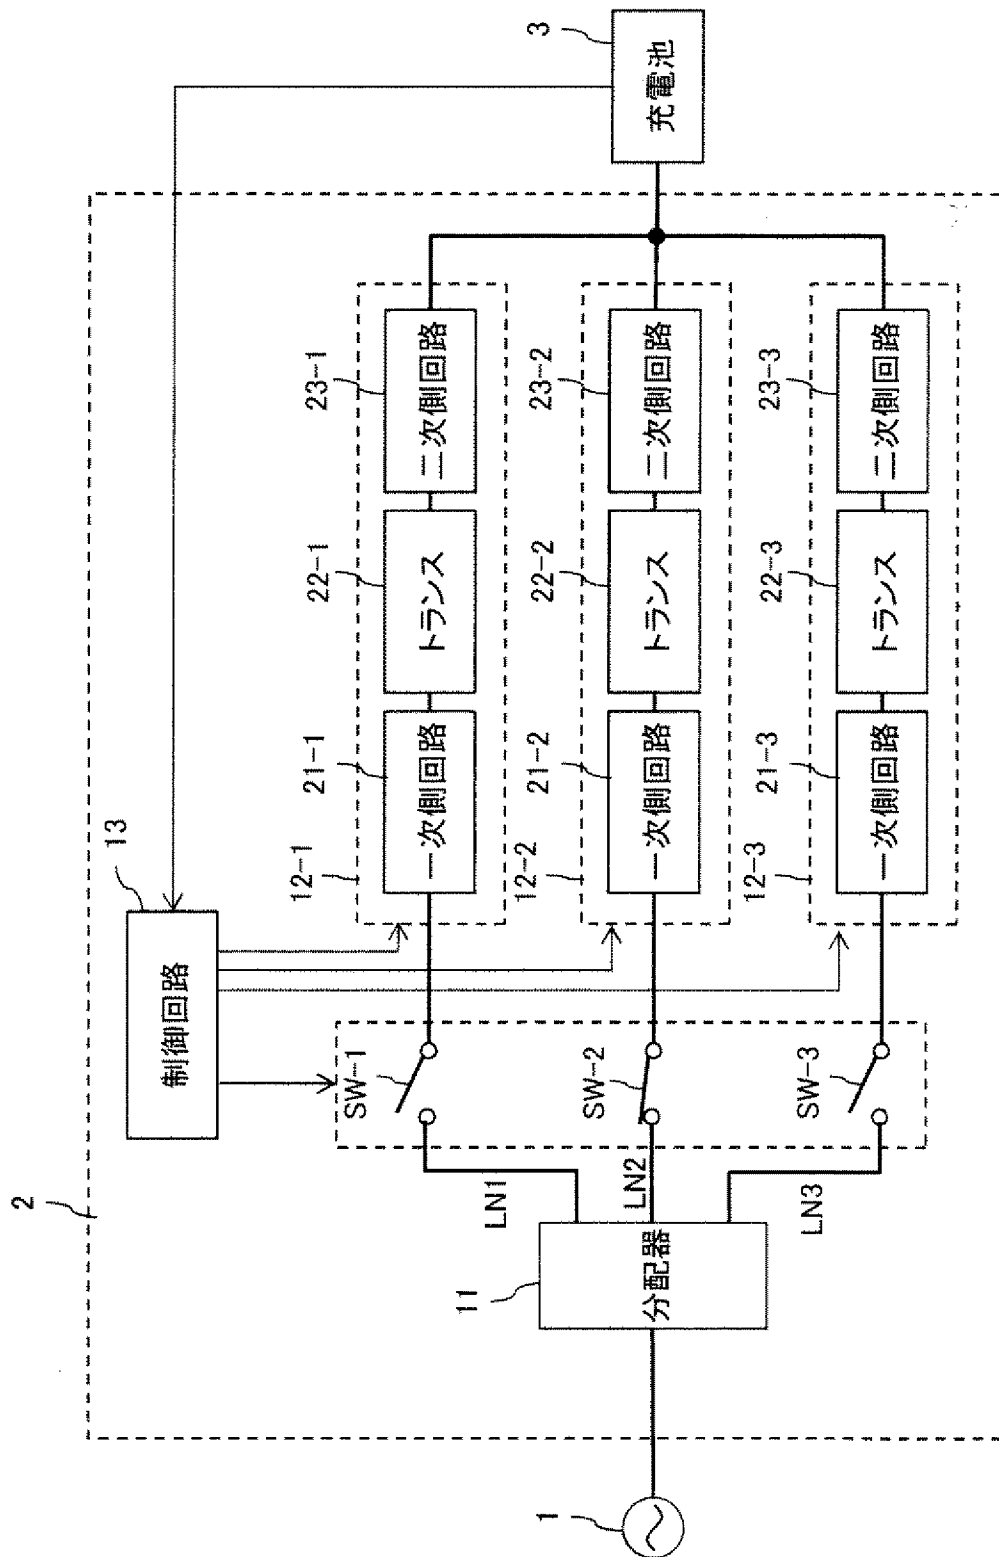 2
13
制御回路
3
充電池
1
11
分配器
LN1
LN2
LN3
SW-1
SW-2
SW-3
12-1
21-1
一次側回路
22-1
トランス
23-1
二次側回路
12-2
21-2
一次側回路
22-2
トランス
23-2
二次側回路
12-3
21-3
一次側回路
22-3
トランス
23-3
二次側回路